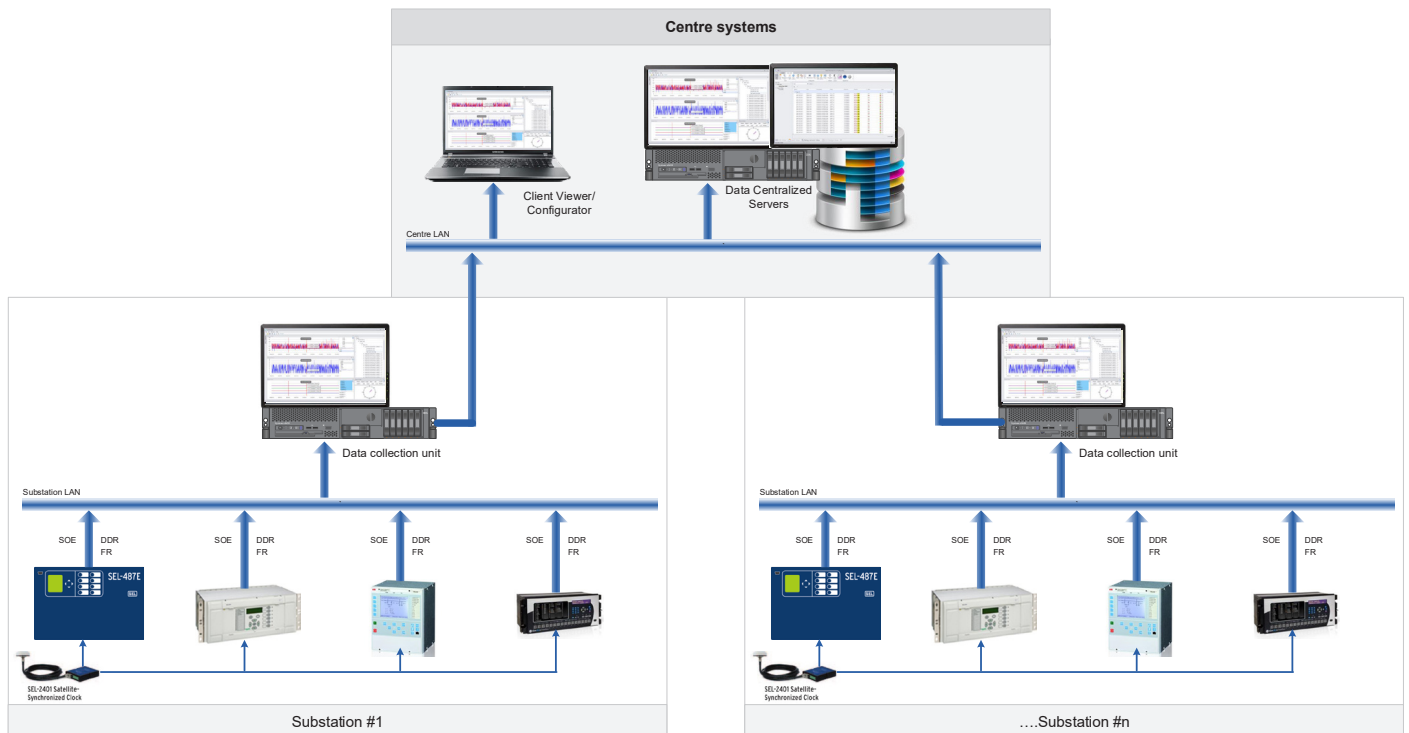 Centre systems
Client Viewer/
Configurator
Data Centralized
Servers
Centre LAN
Data collection unit
Substation LAN
SOE DDR
FR
SOE DDR
FR
SOE DDR
FR
SOE DDR
FR
SEL-487E
SEL
SEL-2401 Satellite-
Synchronized Clock
Substation #1
Data collection unit
Substation LAN
SOE DDR
FR
SOE DDR
FR
SOE DDR
FR
SOE DDR
FR
SEL-487E
SEL
SEL-2401 Satellite-
Synchronized Clock
....Substation #n